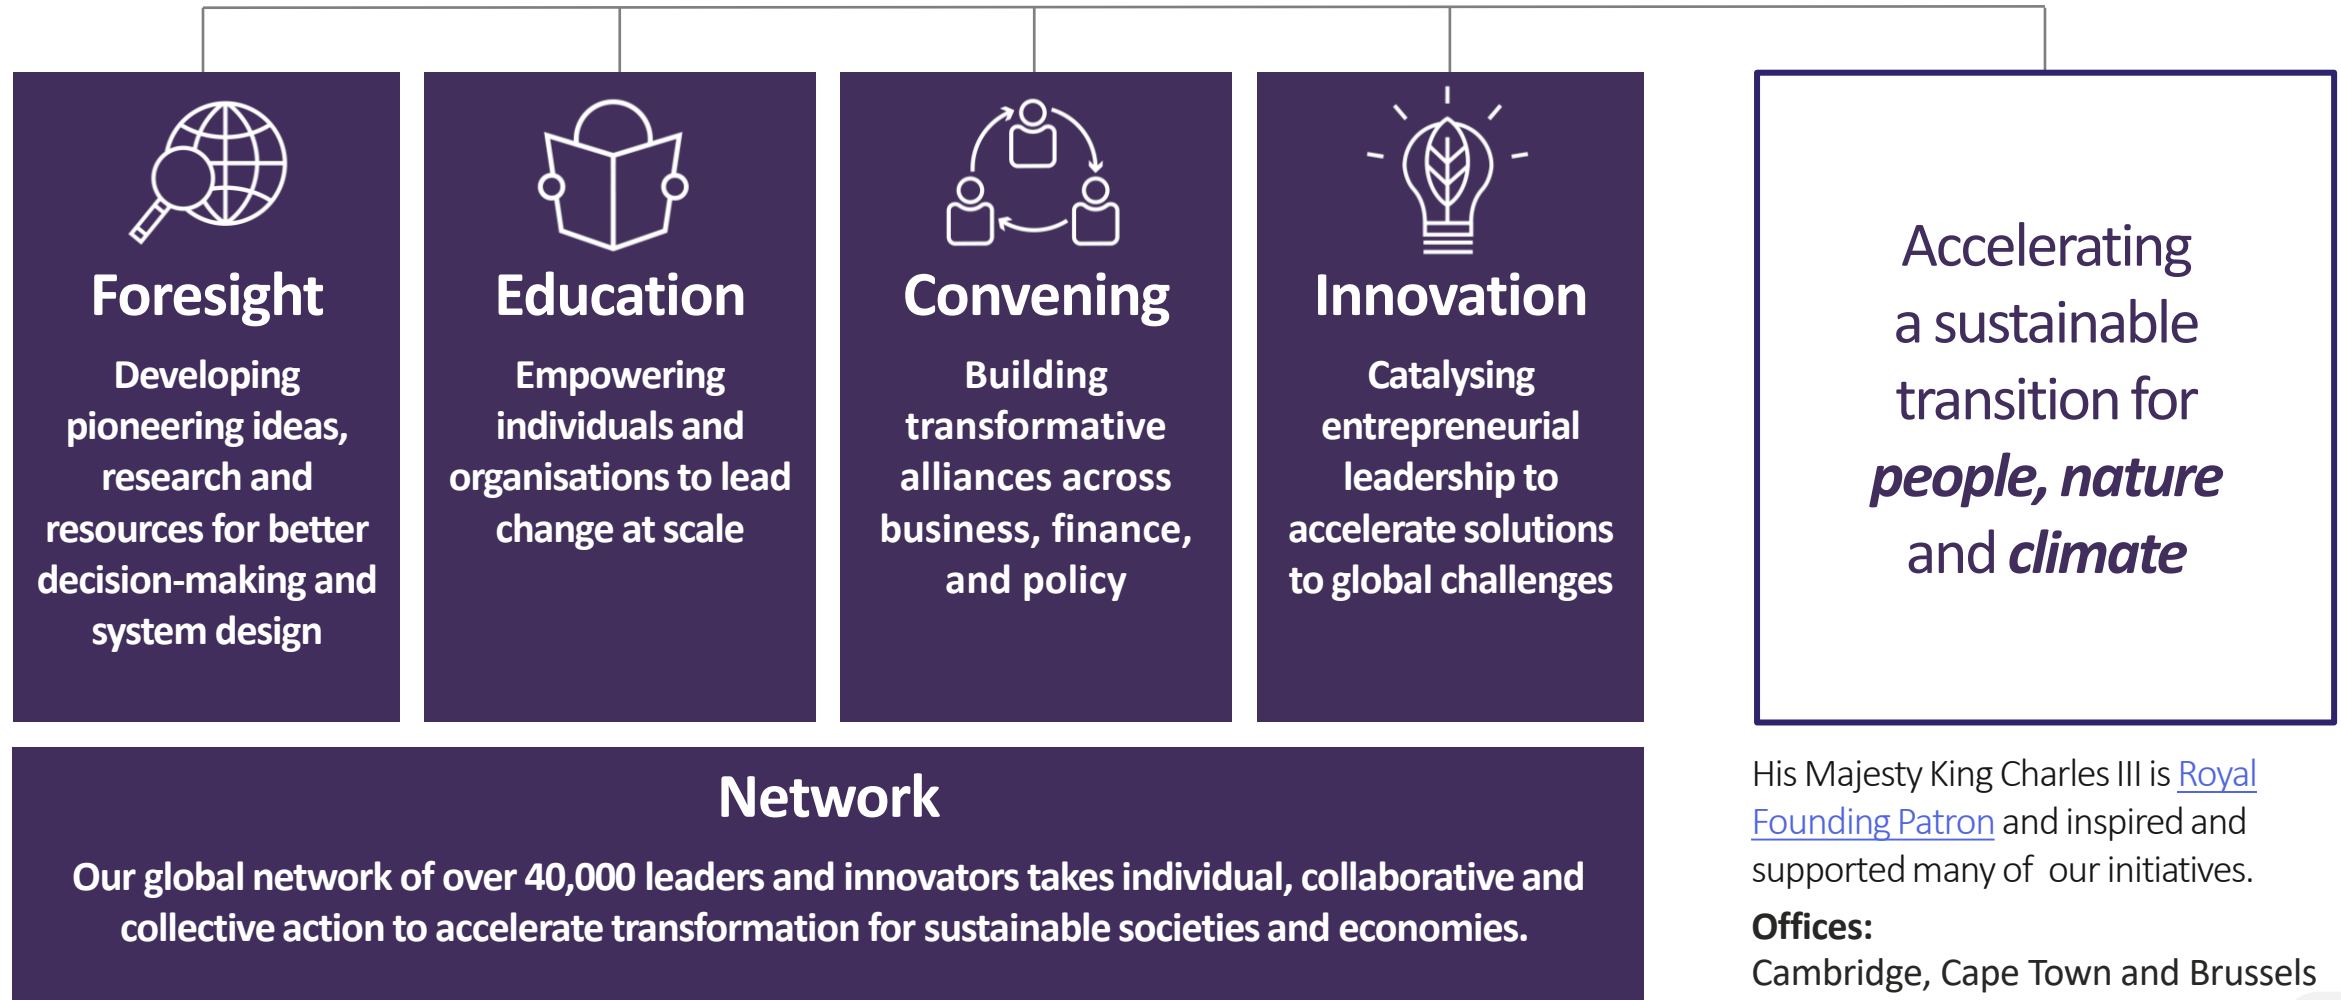 Foresight
Developing
pioneering ideas,
research and
resources for better
decision-making and
system design
Education
Empowering
individuals and
organisations to lead
change at scale
Convening
Building
transformative
alliances across
business, finance,
and policy
Innovation
Catalysing
entrepreneurial
leadership to
accelerate solutions
to global challenges
Accelerating
a sustainable
transition for
people, nature
and climate
Network
Our global network of over 40,000 leaders and innovators takes individual, collaborative and
collective action to accelerate transformation for sustainable societies and economies.
His Majesty King Charles III is Royal
Founding Patron and inspired and
supported many of our initiatives.
Offices:
Cambridge, Cape Town and Brussels